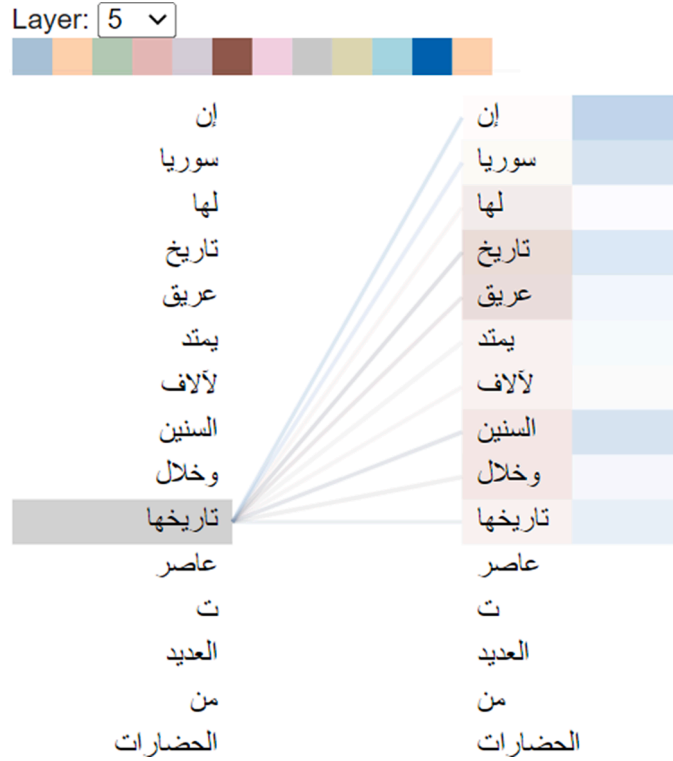 Layer: 5
إن إن
سوريا سوريا
لها لها
تاريخ تاريخ
عريق عريق
يمتد يمتد
لآلاف لآلاف
السنين السنين
وخلال وخلال
تاريخها تاريخها
عاصر عاصر
ت ت
العديد العديد
من من
الحضارات الحضارات